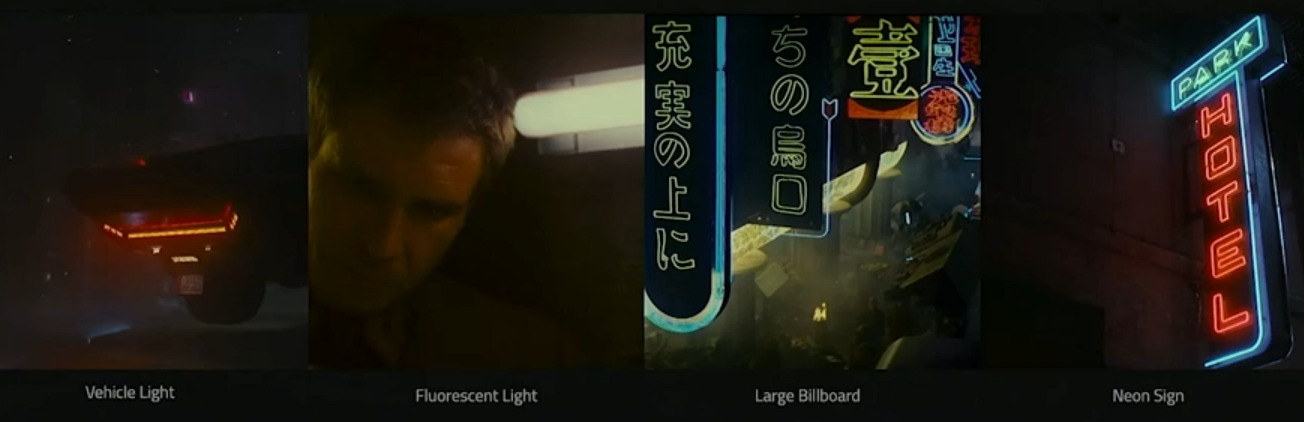 充実の上に
ちの烏口
壹
PARK
HOTEL
Vehicle Light
Fluorescent Light
Large Billboard
Neon Sign